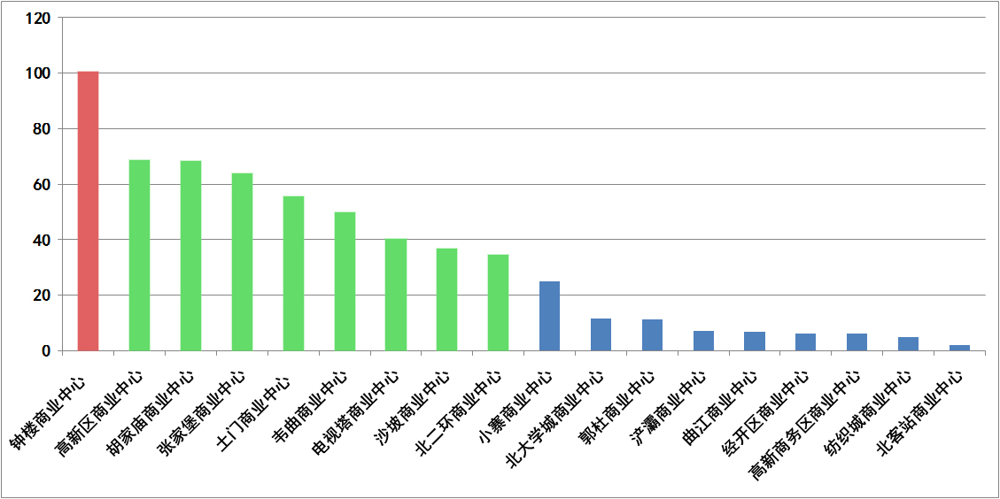 120
100
80
60
40
20
0
钟楼商业中心
高新区商业中心
胡家庙商业中心
张家堡商业中心
土门商业中心
韦曲商业中心
电视塔商业中心
沙坡商业中心
北二环商业中心
小寨商业中心
北大学城商业中心
郭杜商业中心
浐灞商业中心
曲江商业中心
经开区商业中心
高新商务区商业中心
纺织城商业中心
北客站商业中心